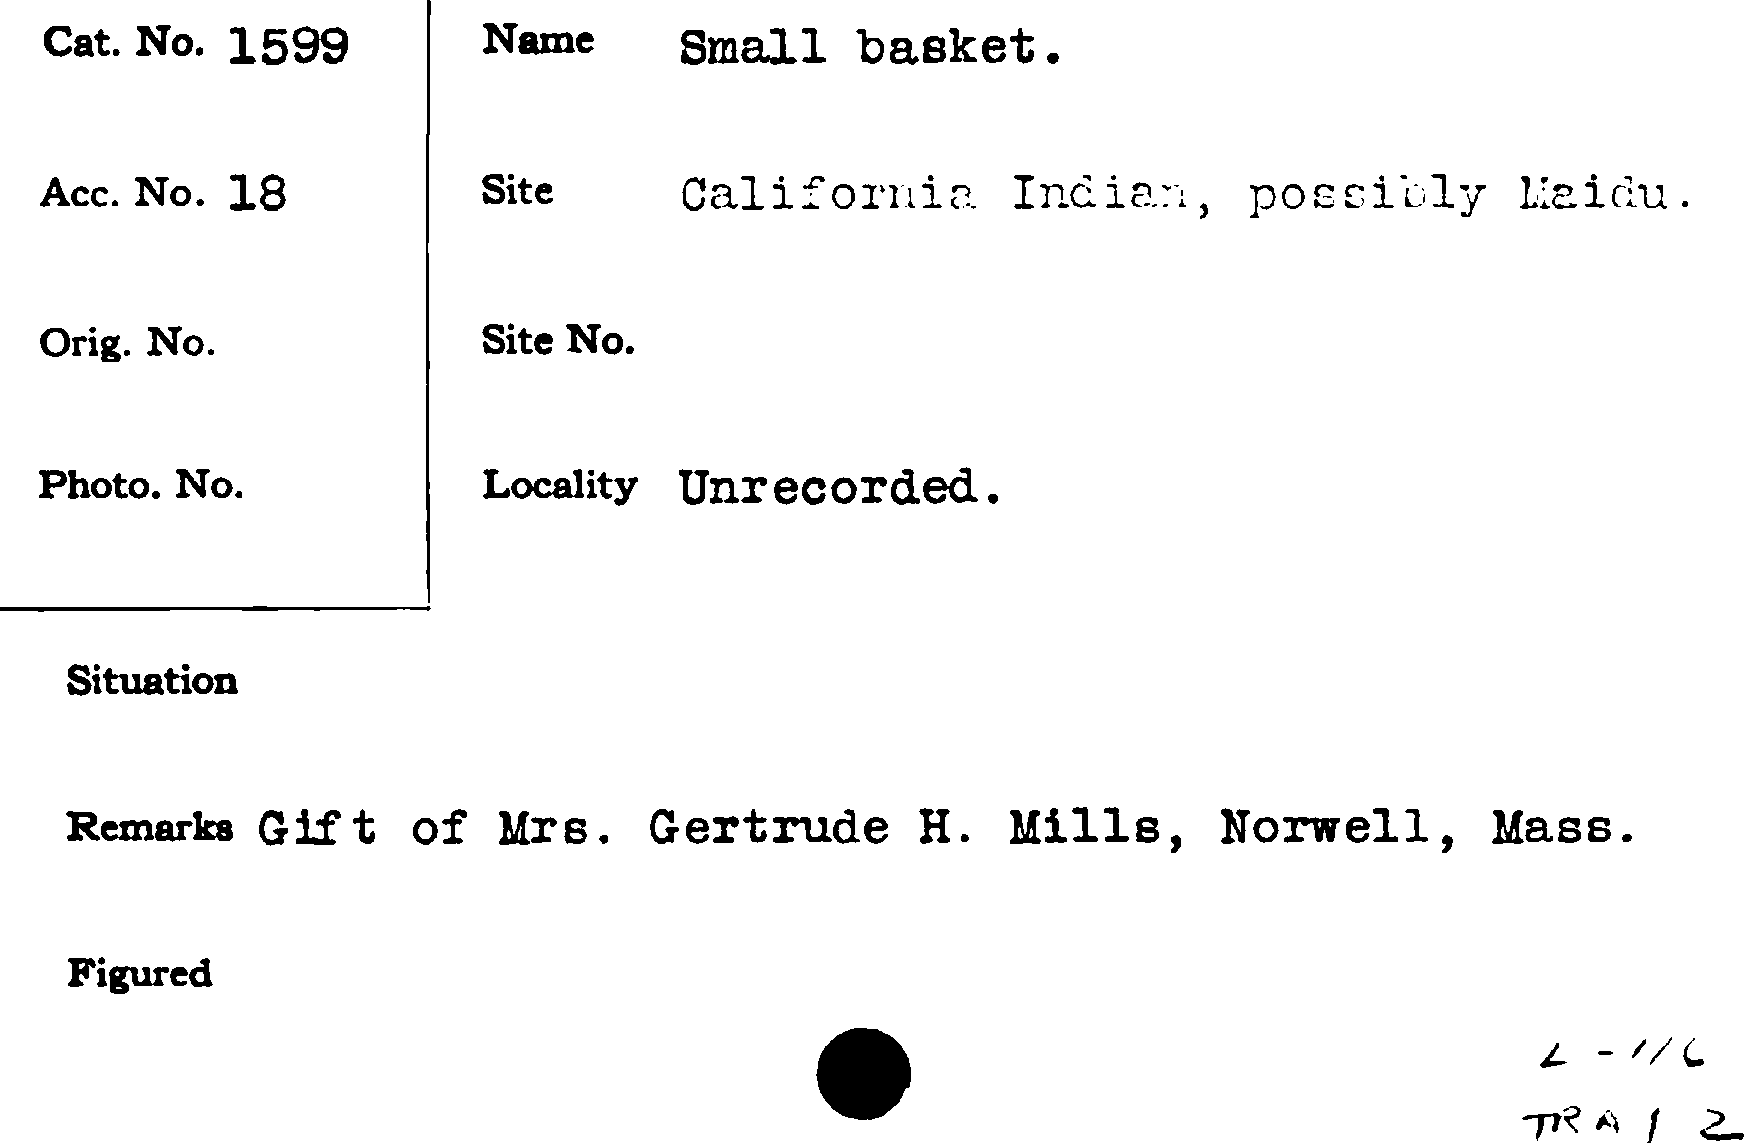 Cat. No. 1599
Name Small basket.
Acc. No. 18
Site California Indian, possibly Maidu.
Orig. No.
Site No.
Photo. No.
Locality Unrecorded.
Situation
Remarks Gift of Mrs. Gertrude H. Mills, Norwell, Mass.
Figured
L-116
TRA 1 2